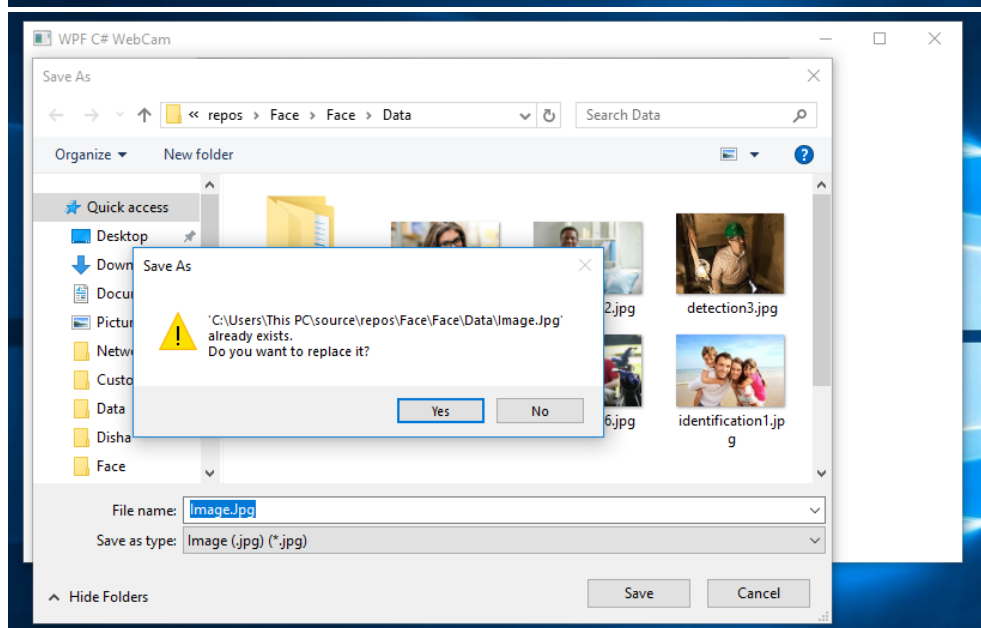 WPF C# WebCam
Save As
« repos > Face > Face > Data
Search Data
Organize
New folder
Quick access
Desktop
Down
Docu
Pictur
Netw
Custo
Data
Disha
Face
2.jpg
detection3.jpg
6.jpg
identification1.jp
g
Save As
'C:\Users\This PC\source\repos\Face\Face\Data\Image.Jpg'
already exists.
Do you want to replace it?
Yes
No
File name: Image.Jpg
Save as type: Image (.jpg) (*.jpg)
Hide Folders
Save
Cancel